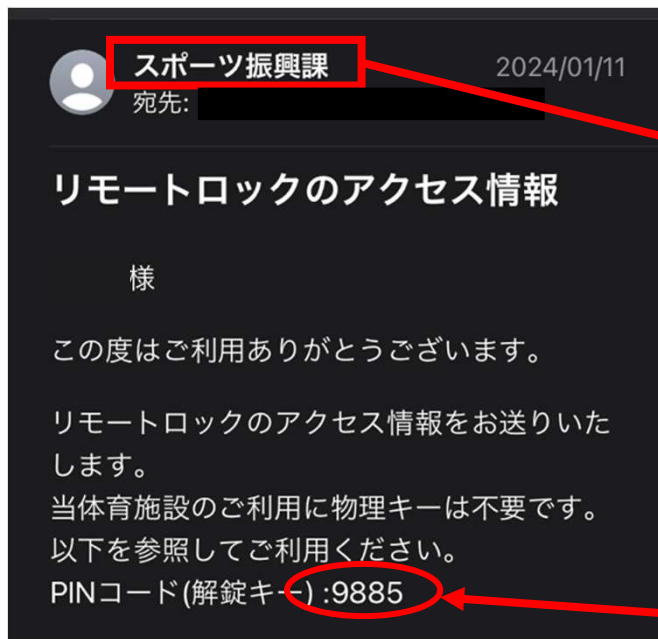 スポーツ振興課
2024/01/11
宛先:
リモートロックのアクセス情報
様
この度はご利用ありがとうございます。
リモートロックのアクセス情報をお送りいた
します。
当体育施設のご利用に物理キーは不要です。
以下を参照してご利用ください。
PINコード(解錠キー) :9885